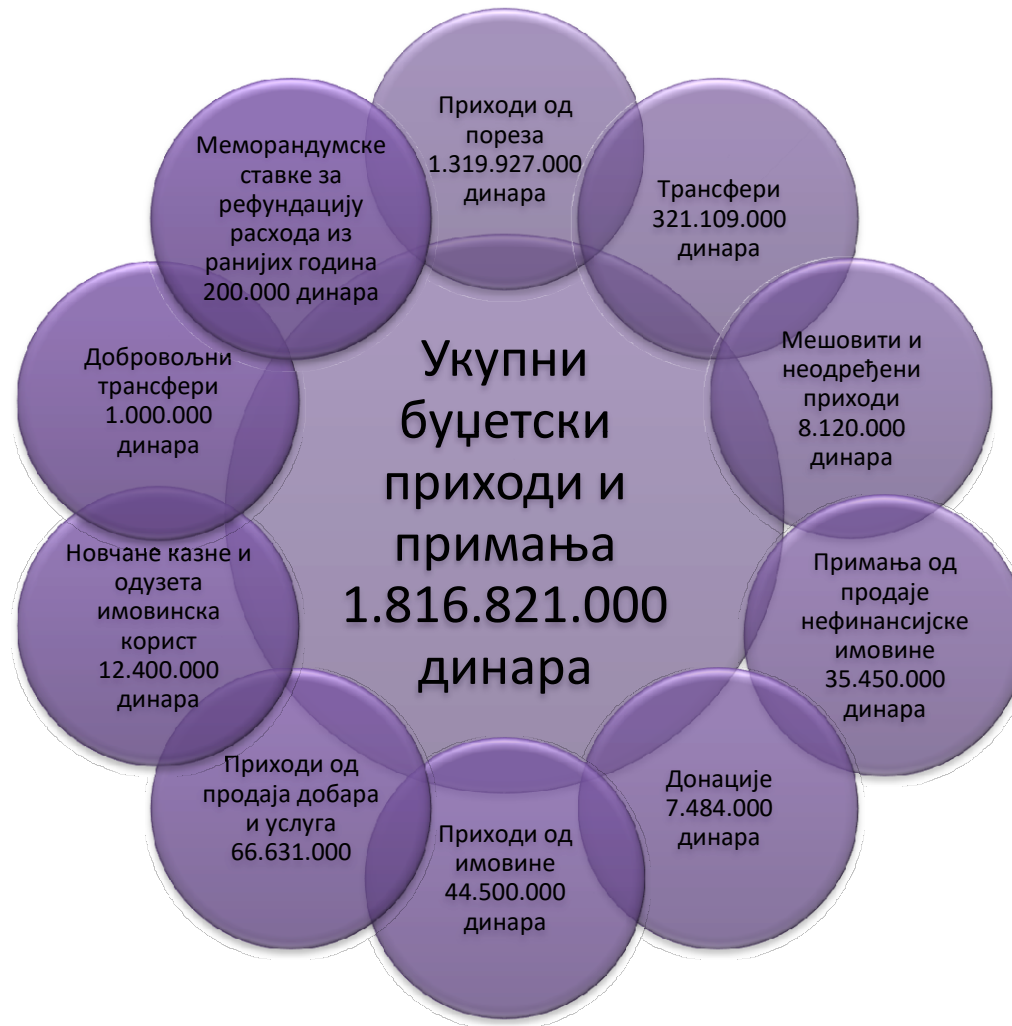 Приходи од
пореза
1.319.927.000
динара
Трансфери
321.109.000
динара
Мешовити и
неодређени
приходи
8.120.000
динара
Примања од
продаје
нефинансијске
имовине
35.450.000
динара
Донације
7.484.000
динара
Приходи од
имовине
44.500.000
динара
Приходи од
продаја добара
и услуга
66.631.000
Новчане казне и
одузета
имовинска
корист
12.400.000
динара
Добровољни
трансфери
1.000.000
динара
Меморандумске
ставке за
рефундацију
расхода из
ранијих година
200.000 динара
Укупни
буџетски
приходи и
примања
1.816.821.000
динара